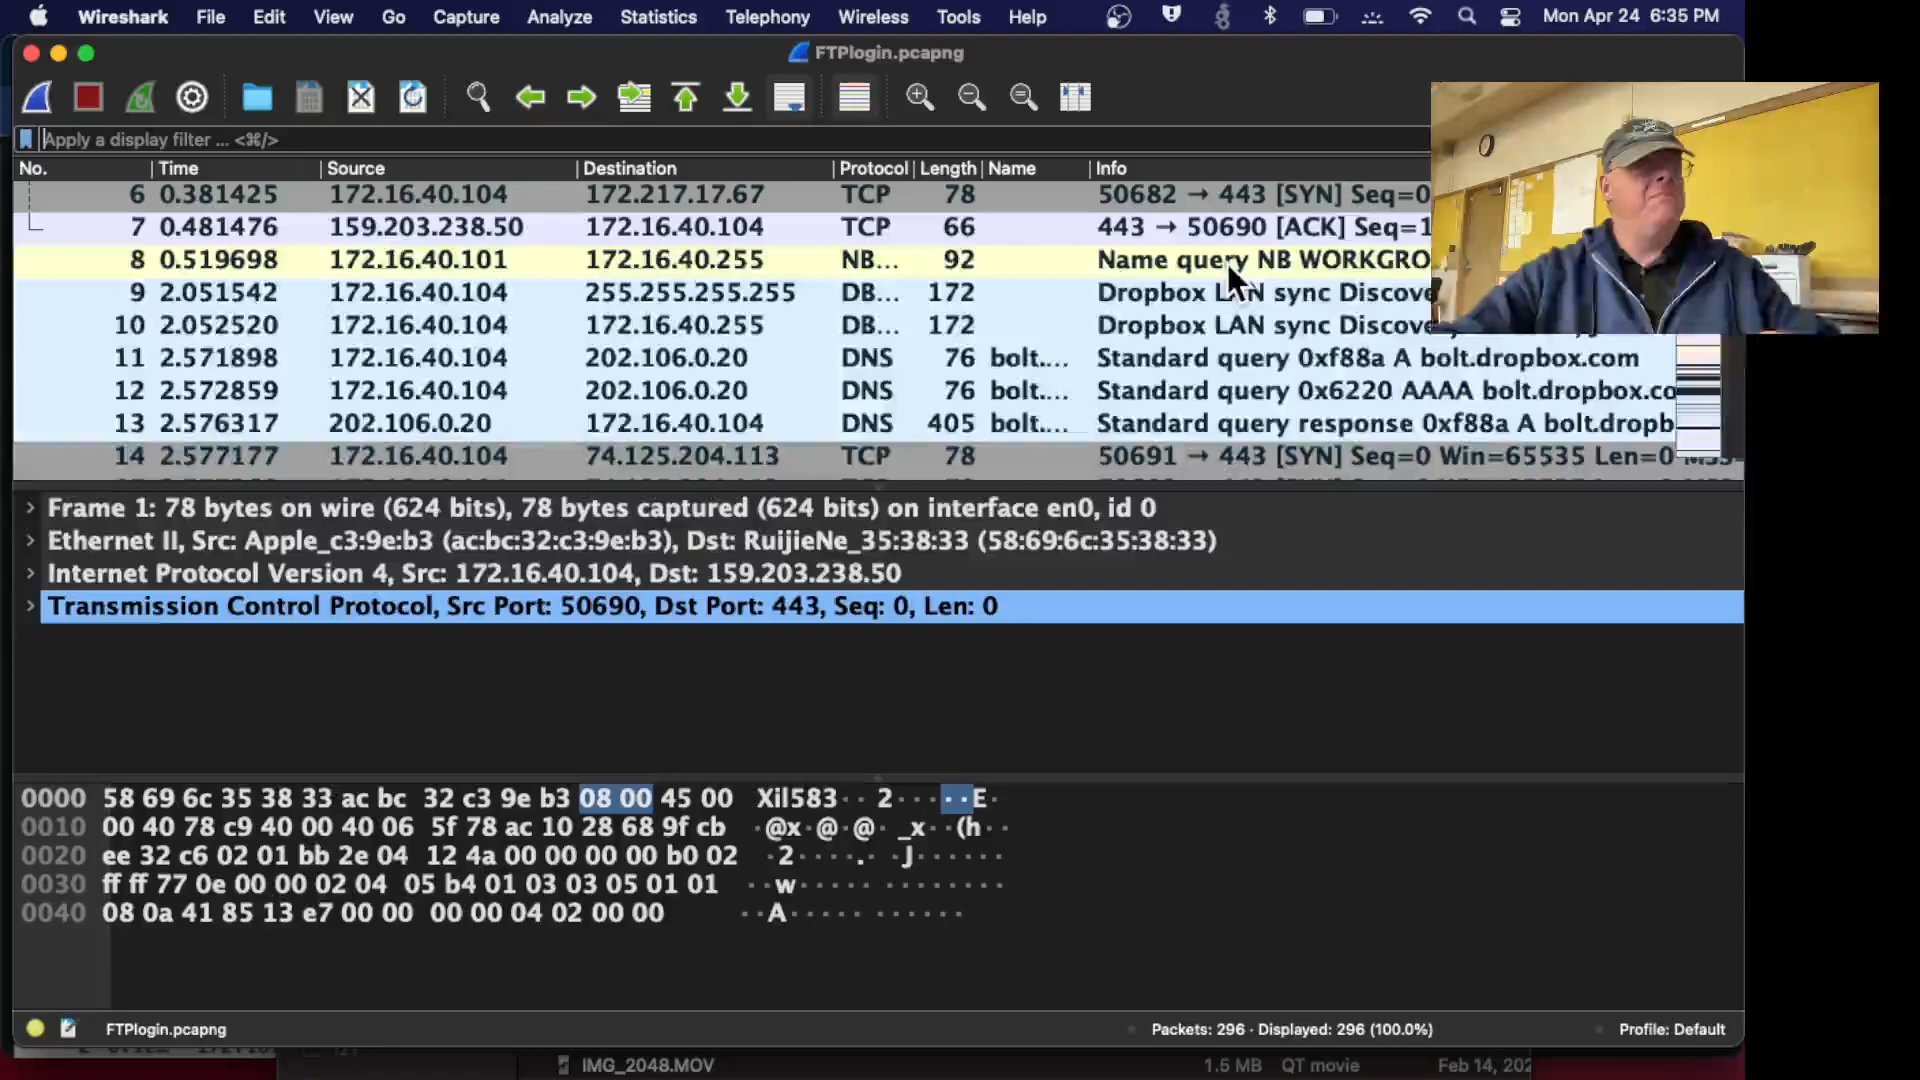 Wireshark File Edit View Go Capture Analyze Statistics Telephony Wireless Tools Help Mon Apr 24 6:35 PM
FTPlogin.pcapng
Apply a display filter ... <⌘/>
No. Time Source Destination Protocol Length Name Info
6 0.381425 172.16.40.104 172.217.17.67 TCP 78 50682 → 443 [SYN] Seq=0
7 0.481476 159.203.238.50 172.16.40.104 TCP 66 443 → 50690 [ACK] Seq=1
8 0.519698 172.16.40.101 172.16.40.255 NB... 92 Name query NB WORKGRO
9 2.051542 172.16.40.104 255.255.255.255 DB... 172 Dropbox LAN sync Discove
10 2.052520 172.16.40.104 172.16.40.255 DB... 172 Dropbox LAN sync Discove
11 2.571898 172.16.40.104 202.106.0.20 DNS 76 bolt.... Standard query 0xf88a A bolt.dropbox.com
12 2.572859 172.16.40.104 202.106.0.20 DNS 76 bolt.... Standard query 0x6220 AAAA bolt.dropbox.co
13 2.576317 202.106.0.20 172.16.40.104 DNS 405 bolt.... Standard query response 0xf88a A bolt.dropb
14 2.577177 172.16.40.104 74.125.204.113 TCP 78 50691 → 443 [SYN] Seq=0 Win=65535 Len=0 MSS
Frame 1: 78 bytes on wire (624 bits), 78 bytes captured (624 bits) on interface en0, id 0
Ethernet II, Src: Apple_c3:9e:b3 (ac:bc:32:c3:9e:b3), Dst: RuijieNe_35:38:33 (58:69:6c:35:38:33)
Internet Protocol Version 4, Src: 172.16.40.104, Dst: 159.203.238.50
Transmission Control Protocol, Src Port: 50690, Dst Port: 443, Seq: 0, Len: 0
0000 58 69 6c 35 38 33 ac bc 32 c3 9e b3 08 00 45 00 Xil583·· 2·····E·
0010 00 40 78 c9 40 00 40 06 5f 78 ac 10 28 68 9f cb ·@x·@·@· _x··(h··
0020 ee 32 c6 02 01 bb 2e 04 12 4a 00 00 00 00 b0 02 ·2····.· ·J······
0030 ff ff 77 0e 00 00 02 04 05 b4 01 03 03 05 01 01 ··w····· ········
0040 08 0a 41 85 13 e7 00 00 00 00 04 02 00 00 ··A····· ······
FTPlogin.pcapng Packets: 296 · Displayed: 296 (100.0%) Profile: Default
IMG_2048.MOV 1.5 MB QT movie Feb 14, 202